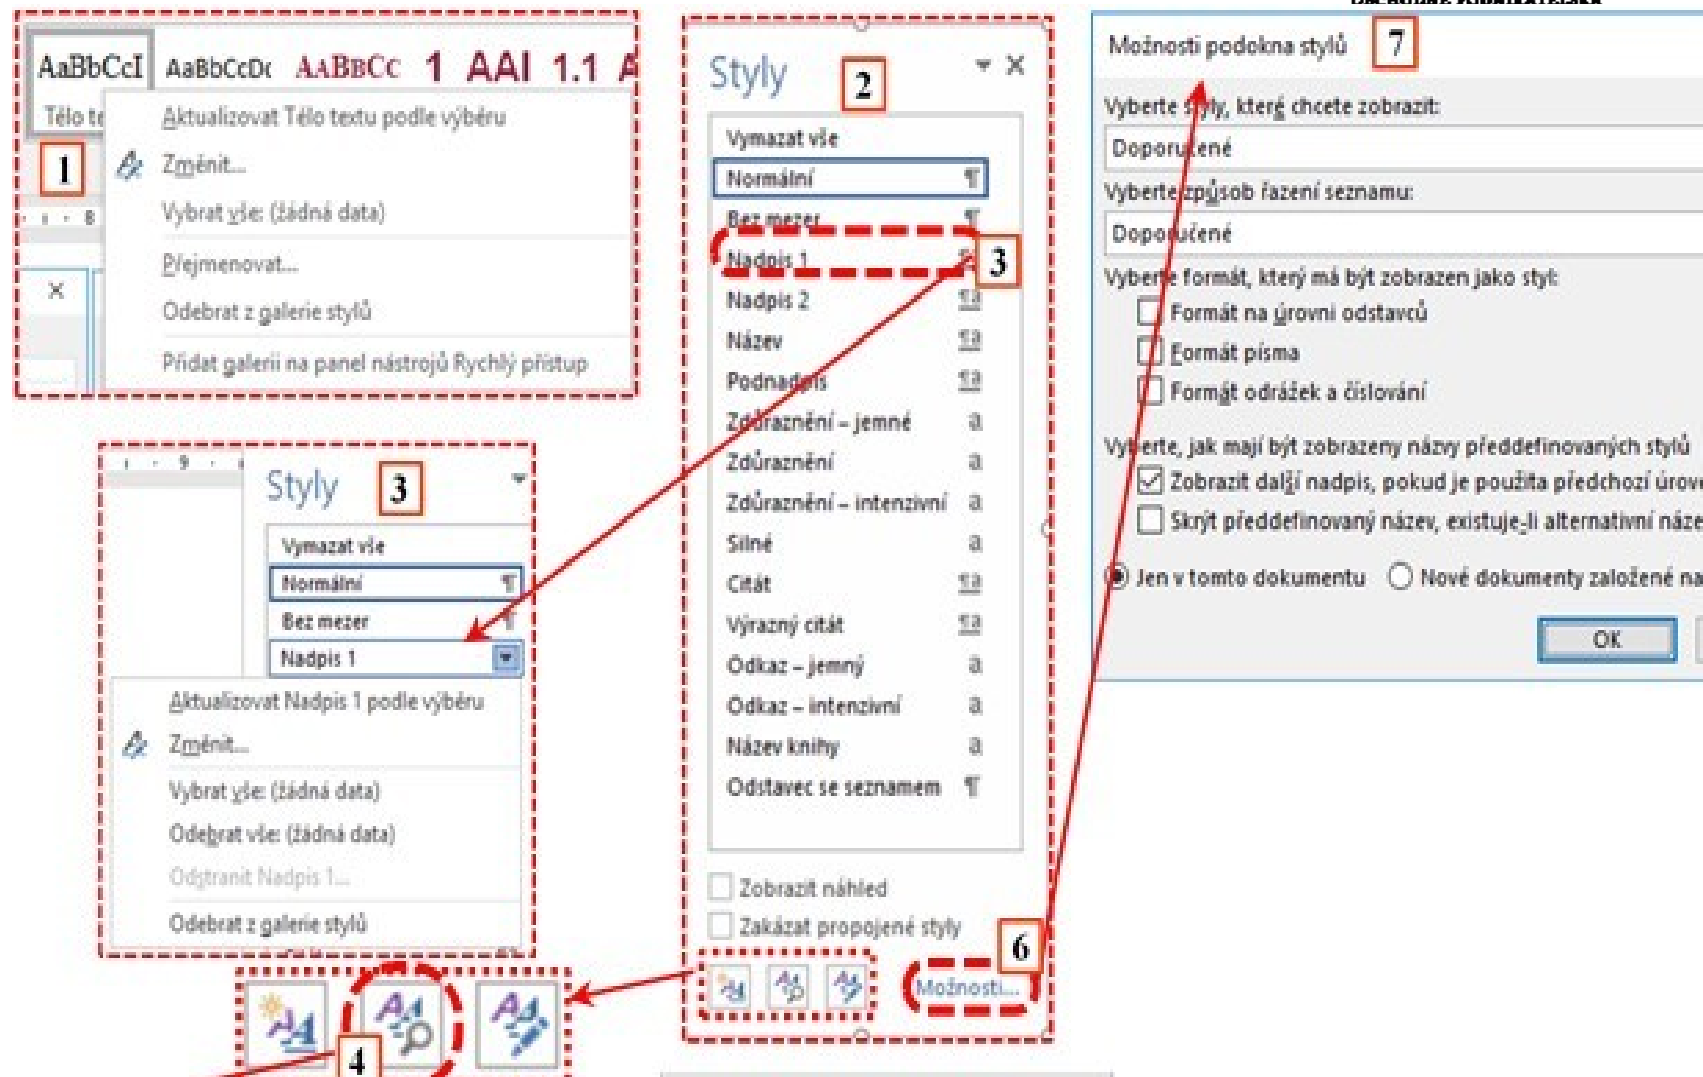 AaBbCcI AaBbCcDc AABBCC 1 AAI 1.1 A
Tělo te
1
Aktualizovat Tělo textu podle výběru
Změnit...
Vybrat vše: (žádná data)
Přejmenovat...
Odebrat z galerie stylů
Přidat galerii na panel nástrojů Rychlý přístup
8
Styly
2
Vymazat vše
Normální
Bez mezer
Nadpis 1
3
Nadpis 2
Název
Podnadpis
Zdůraznění – jemné
Zdůraznění
Zdůraznění – intenzivní
Silné
Citát
Výrazný citát
Odkaz – jemný
Odkaz – intenzivní
Název knihy
Odstavec se seznamem
Zobrazit náhled
Zakázat propojené styly
6
Možnosti...
9
Styly
3
Vymazat vše
Normální
Bez mezer
Nadpis 1
Aktualizovat Nadpis 1 podle výběru
Změnit...
Vybrat vše: (žádná data)
Odebrat vše: (žádná data)
Odstranit Nadpis 1...
Odebrat z galerie stylů
4
Možnosti podokna stylů
7
Vyberte styly, které chcete zobrazit:
Doporučené
Vyberte způsob řazení seznamu:
Doporučené
Vyberte formát, který má být zobrazen jako styl:
Formát na úrovni odstavců
Formát písma
Formát odrážek a číslování
Vyberte, jak mají být zobrazeny názvy předdefinovaných stylů
Zobrazit další nadpis, pokud je použita předchozí úrove
Skrýt předdefinovaný název, existuje-li alternativní náze
Jen v tomto dokumentu
Nové dokumenty založené na
OK